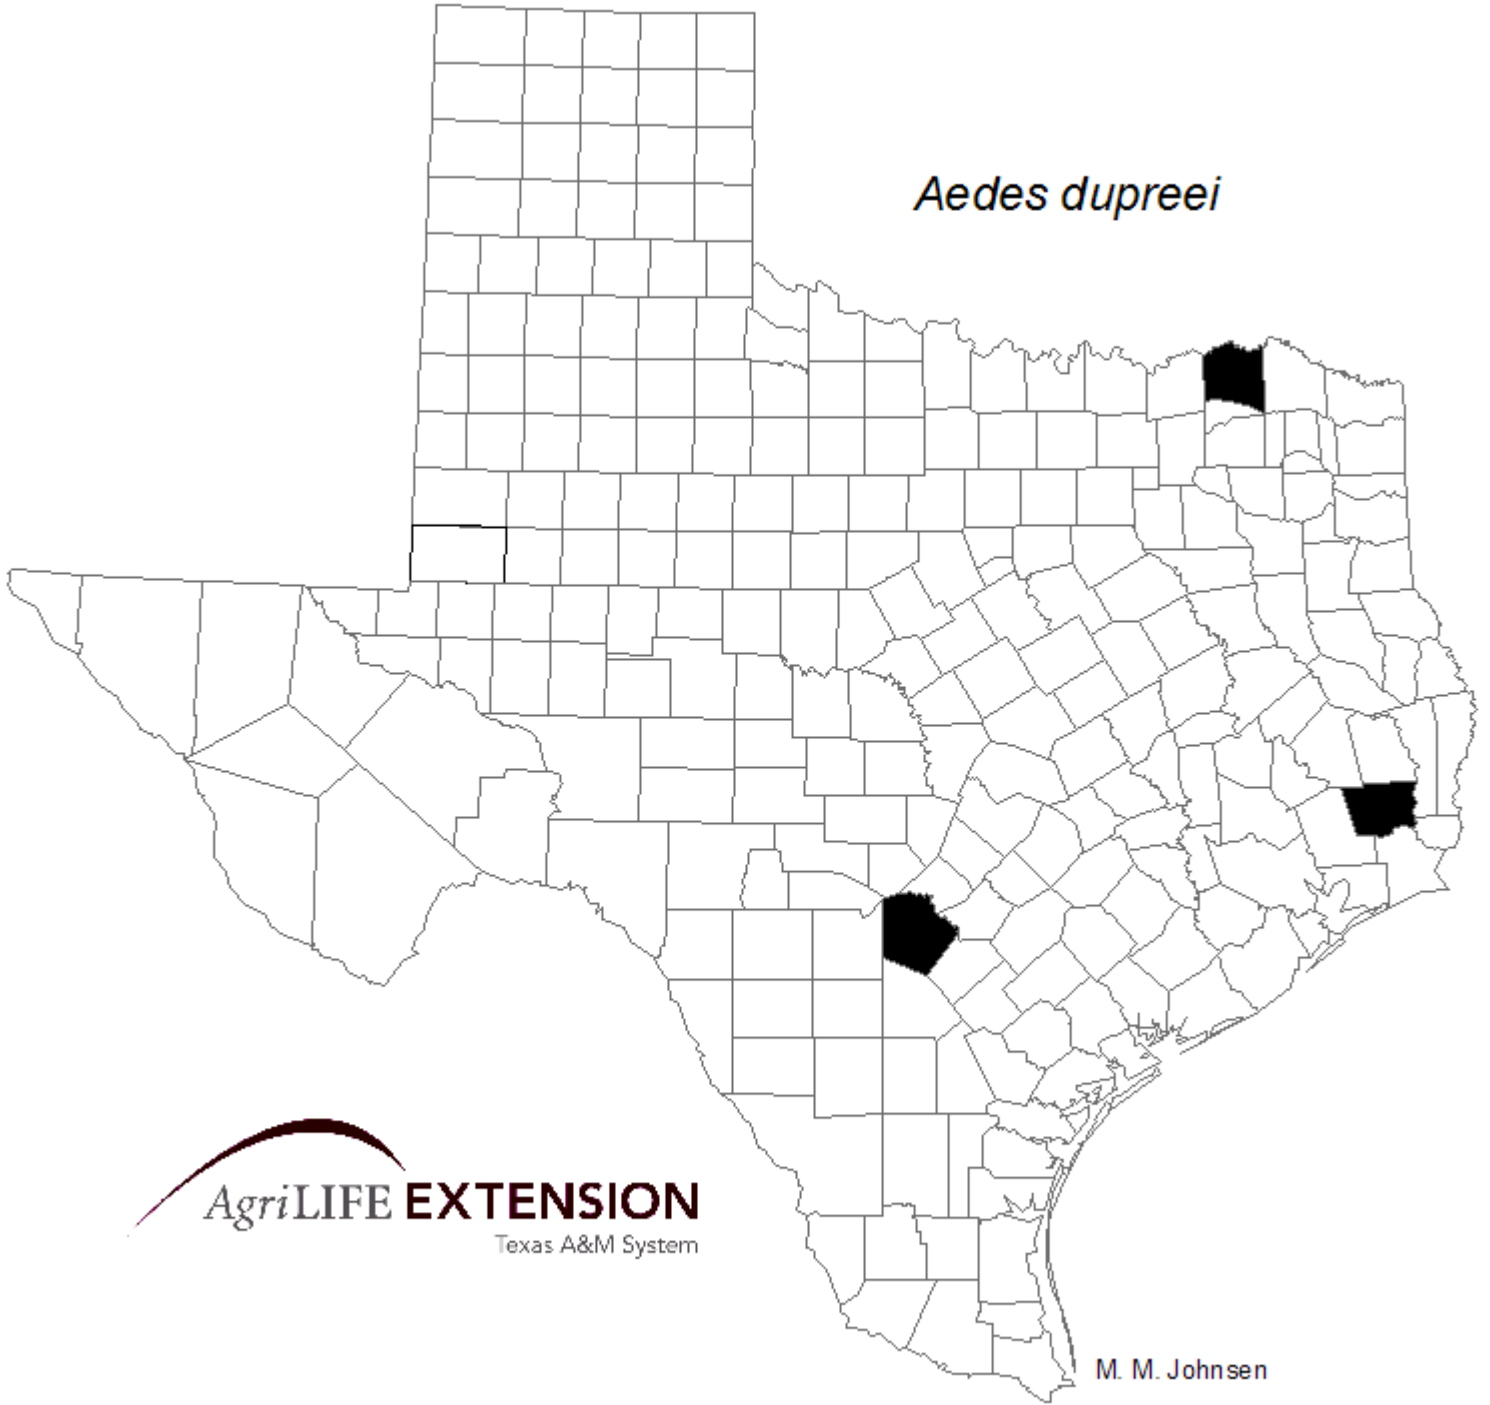 Aedes dupreei
AgriLIFE EXTENSION
Texas A&M System
M. M. Johnsen